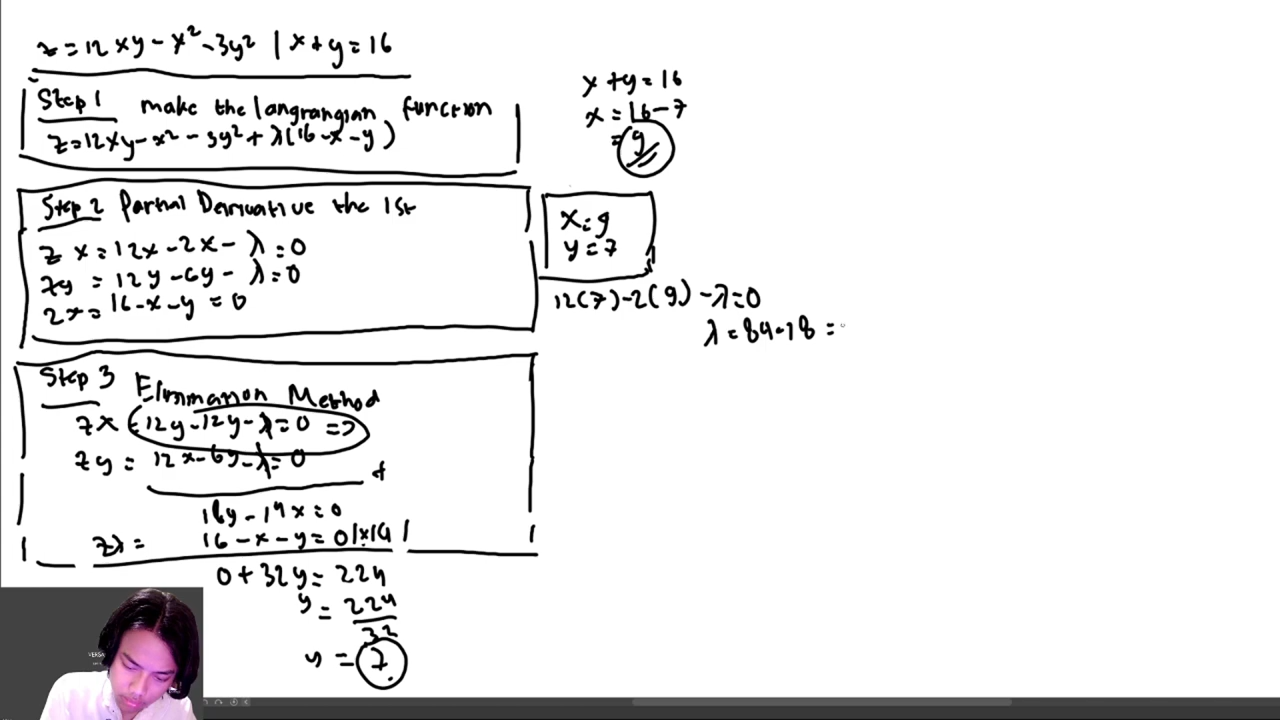 z = 12xy - x² - 3y² | x + y = 16
Step 1 make the langrangian function
z = 12xy - x² - 3y² + λ(16 - x - y)
Step 2 Partial Derivative the 1st
zx = 12x - 2x - λ = 0
zy = 12y - 6y - λ = 0
zx = 16 - x - y = 0
Step 3 Elimination Method
zx = 12y - 12y - λ = 0 =>
zy = 12x - 6y - λ = 0
+
18y - 14x = 0
zλ = 16 - x - y = 0 |x14|
0 + 32y = 224
y = 224
32
y = 7
x + y = 16
x = 16 - 7
= 9
x = 9
y = 7
12(7) - 2(9) - λ = 0
λ = 84 - 18 =